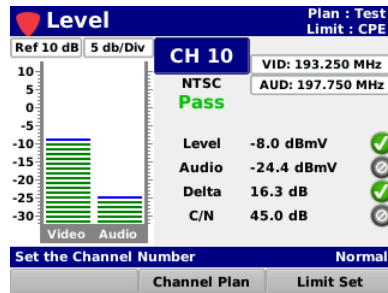 Level
Plan : Test
Limit : CPE
Ref 10 dB
5 db/Div
CH 10
VID: 193.250 MHz
NTSC
AUD: 197.750 MHz
Pass
10
5
0
-5
-10
-15
-20
-25
-30
Level -8.0 dBmV
Audio -24.4 dBmV
Delta 16.3 dB
C/N 45.0 dB
Video Audio
Set the Channel Number Normal
Channel Plan Limit Set